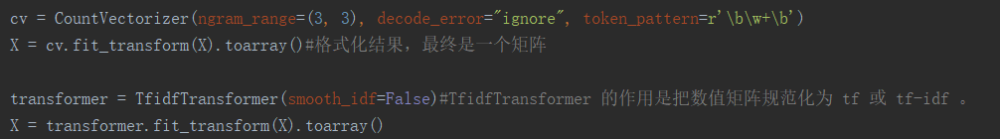 cv = CountVectorizer(ngram_range=(3, 3), decode_error="ignore", token_pattern=r'\b\w+\b')
X = cv.fit_transform(X).toarray()#格式化结果，最终是一个矩阵
transformer = TfidfTransformer(smooth_idf=False)#TfidfTransformer 的作用是把数值矩阵规范化为 tf 或 tf-idf 。
X = transformer.fit_transform(X).toarray()